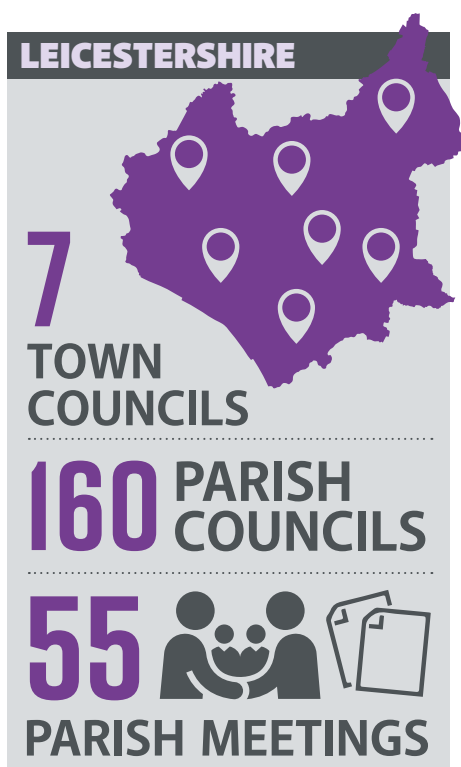 LEICESTERSHIRE
7
TOWN
COUNCILS
160 PARISH
COUNCILS
55
PARISH MEETINGS